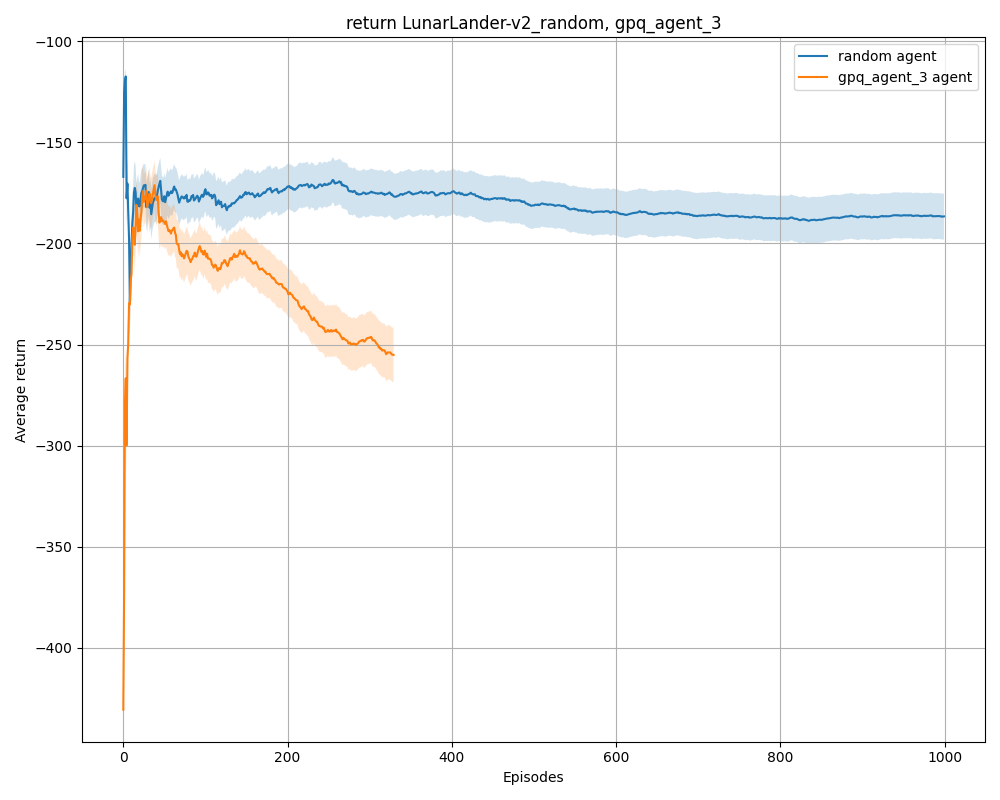 return LunarLander-v2_random, gpq_agent_3
random agent
gpq_agent_3 agent
Average return
−100
−150
−200
−250
−300
−350
−400
0
200
400
600
800
1000
Episodes